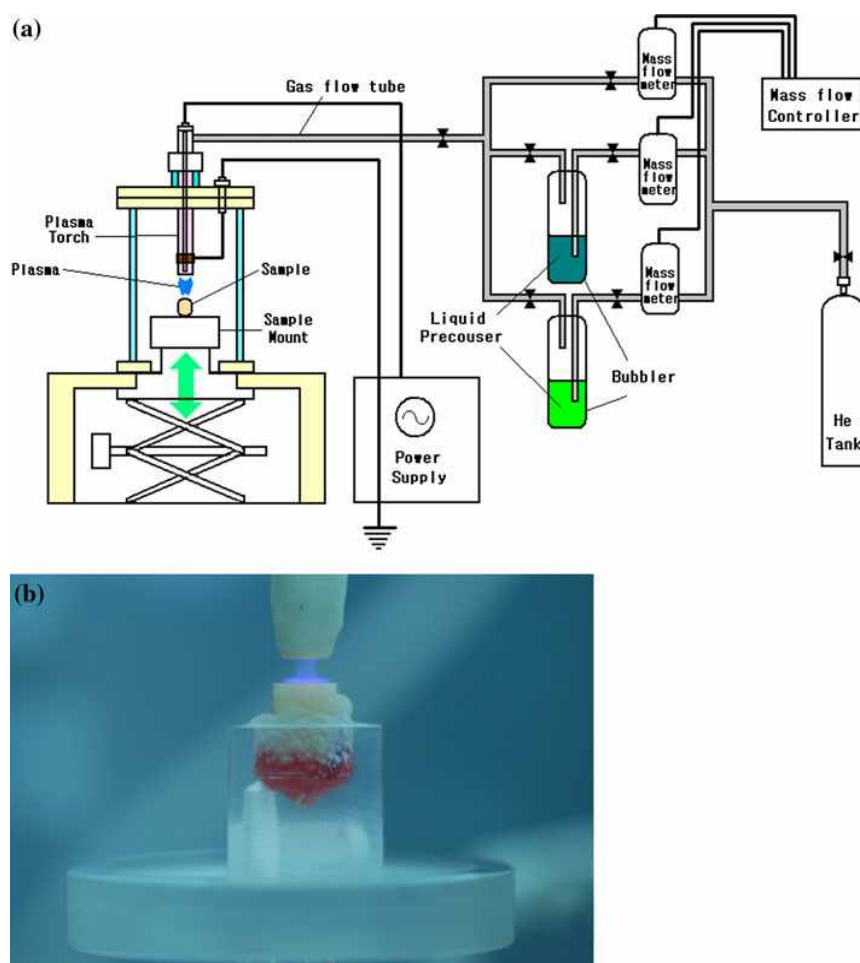 (a)
Gas flow tube
Mass
flow
meter
Mass flow
Controller
Mass
flow
meter
Plasma
Torch
Plasma
Sample
Sample
Mount
Mass
flow
meter
Liquid
Precouser
Bubbler
He
Tank
Power
Supply
(b)